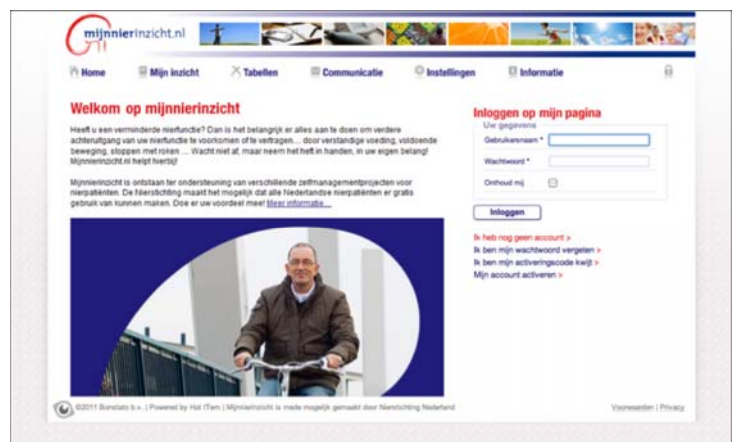 mijnnierinzicht.nl
Home Mijn inzicht Tabellen Communicatie Instellingen Informatie
Welkom op mijnnierinzicht
Heeft u een verminderde nierfunctie? Dan is het belangrijk er alles aan te doen om verdere
achteruitgang van uw nierfunctie te voorkomen of te vertragen... door verstandige voeding, voldoende
beweging, stoppen met roken ... Wacht niet af, maar neem het heft in handen, in uw eigen belang!
Mijnnierinzicht.nl helpt hierbij!
Mijnnierinzicht is ontstaan ter ondersteuning van verschillende zelfmanagementprojecten voor
nierpatiënten. De Nierstichting maakt het mogelijk dat alle Nederlandse nierpatiënten er gratis
gebruik van kunnen maken. Doe er uw voordeel mee! Meer informatie...
Inloggen op mijn pagina
Uw gegevens
Gebruikersnaam *
Wachtwoord *
Onthoud mij
Inloggen
Ik heb nog geen account >
Ik ben mijn wachtwoord vergeten >
Ik ben mijn activeringscode kwijt >
Mijn account activeren >
©2011 Bonstato b.v. | Powered by Hot ITem | Mijnnierinzicht is mede mogelijk gemaakt door Nierstichting Nederland
Voorwaarden | Privacy